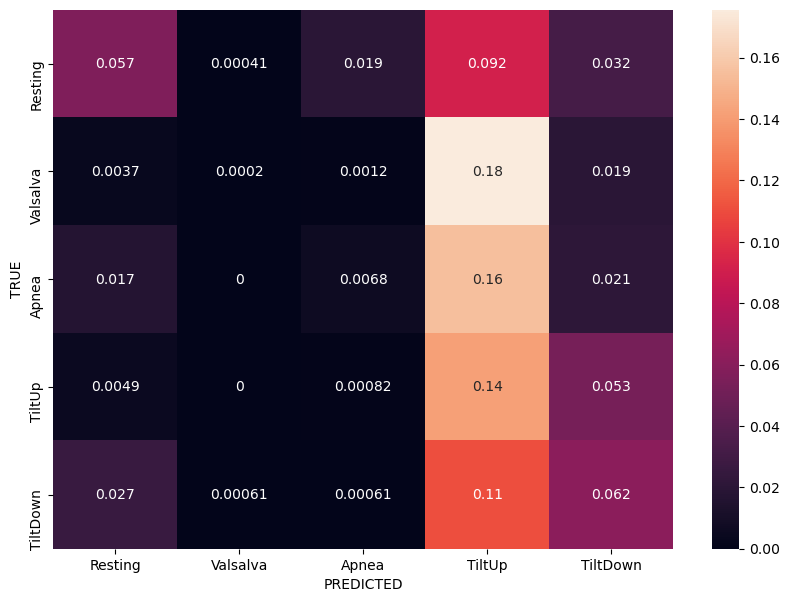 TRUE
Resting
0.057 0.00041 0.019 0.092 0.032
Valsalva
0.0037 0.0002 0.0012 0.18 0.019
Apnea
0.017 0 0.0068 0.16 0.021
TiltUp
0.0049 0 0.00082 0.14 0.053
TiltDown
0.027 0.00061 0.00061 0.11 0.062
Resting Valsalva Apnea TiltUp TiltDown
PREDICTED
0.16
0.14
0.12
0.10
0.08
0.06
0.04
0.02
0.00